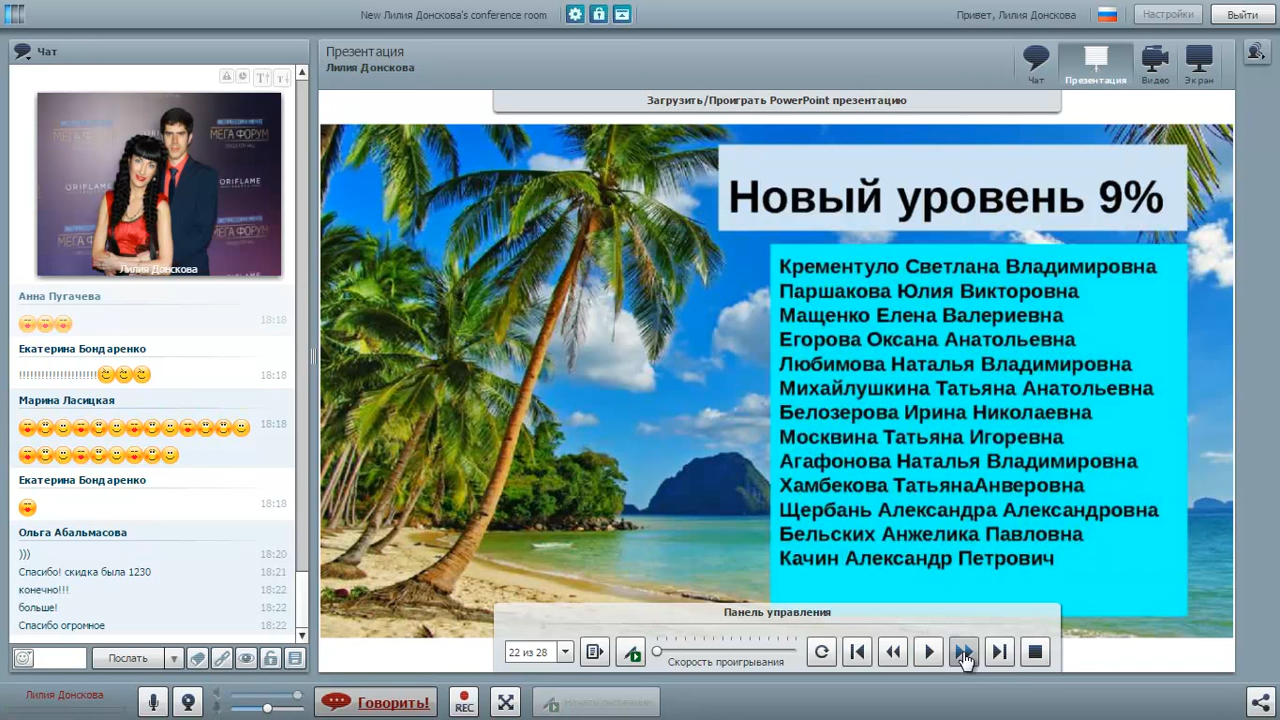 New Лилия Донскова's conference room
Привет, Лилия Донскова
Настройки
Выйти
Чат
МЕГА ФОРУМ
ORIFLAME
Лилия Донскова
Анна Пугачева
18:18
Екатерина Бондаренко
!!!!!!!!!!!!!!!!!!!!!
18:18
Марина Ласицкая
18:18
Екатерина Бондаренко
18:18
Ольга Абальмасова
))) 18:20
Спасибо! скидка была 1230 18:21
конечно!!! 18:22
больше! 18:22
Спасибо огромное 18:22
Послать
Презентация
Лилия Донскова
Чат
Презентация
Видео
Экран
Загрузить/Проиграть PowerPoint презентацию
Новый уровень 9%
Крементуло Светлана Владимировна
Паршакова Юлия Викторовна
Мащенко Елена Валериевна
Егорова Оксана Анатольевна
Любимова Наталья Владимировна
Михайлушкина Татьяна Анатольевна
Белозерова Ирина Николаевна
Москвина Татьяна Игоревна
Агафонова Наталья Владимировна
Хамбекова ТатьянаАнверовна
Щербань Александра Александровна
Бельских Анжелика Павловна
Качин Александр Петрович
Панель управления
22 из 28
Скорость проигрывания
Лилия Донскова
Говорить!
REC